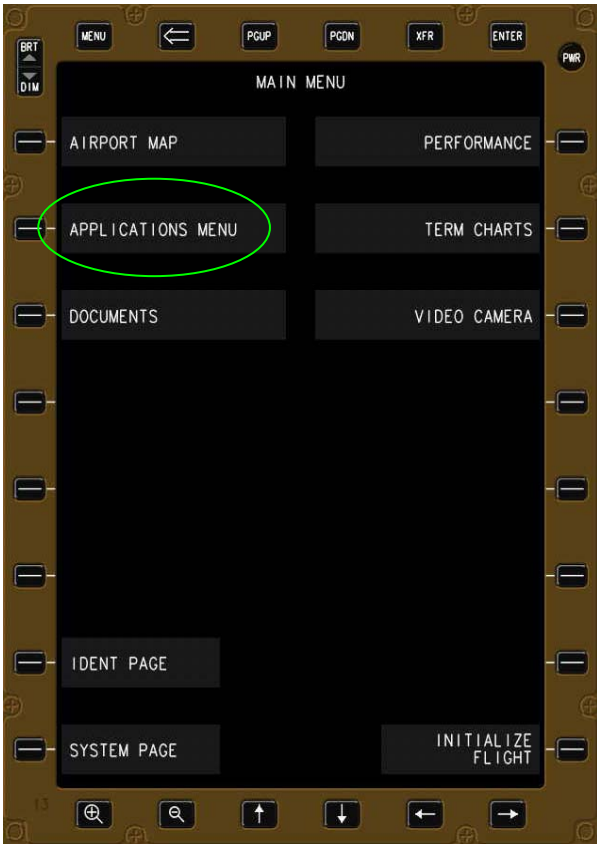 MENU
PGUP
PGDN
XFR
ENTER
BRT
DIM
PWR
MAIN MENU
AIRPORT MAP
PERFORMANCE
APPLICATIONS MENU
TERM CHARTS
DOCUMENTS
VIDEO CAMERA
IDENT PAGE
SYSTEM PAGE
INITIALIZE
FLIGHT
13